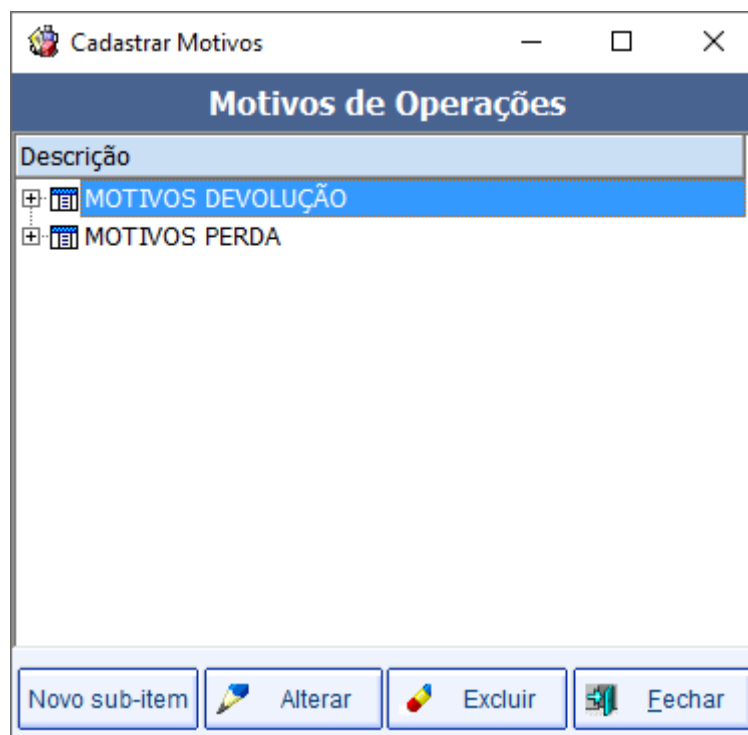 Cadastrar Motivos
Motivos de Operações
Descrição
MOTIVOS DEVOLUÇÃO
MOTIVOS PERDA
Novo sub-item Alterar Excluir Fechar